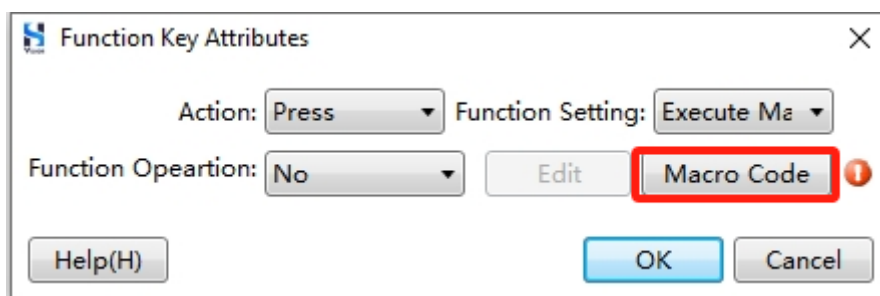 Function Key Attributes
Action: Press Function Setting: Execute Ma
Function Opeartion: No Edit Macro Code
Help(H) OK Cancel